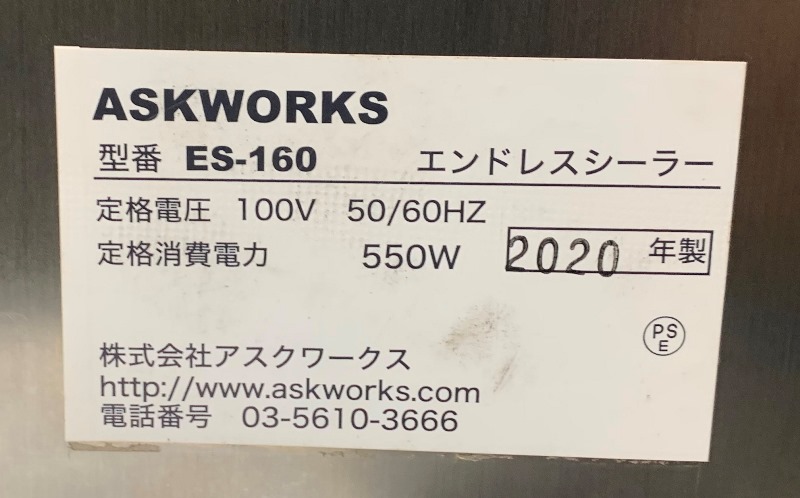 ASKWORKS
型番 ES-160 エンドレスシーラー
定格電圧 100V 50/60HZ
定格消費電力 550W 2020 年製
PS
E
株式会社アスクワークス
http://www.askworks.com
電話番号 03-5610-3666